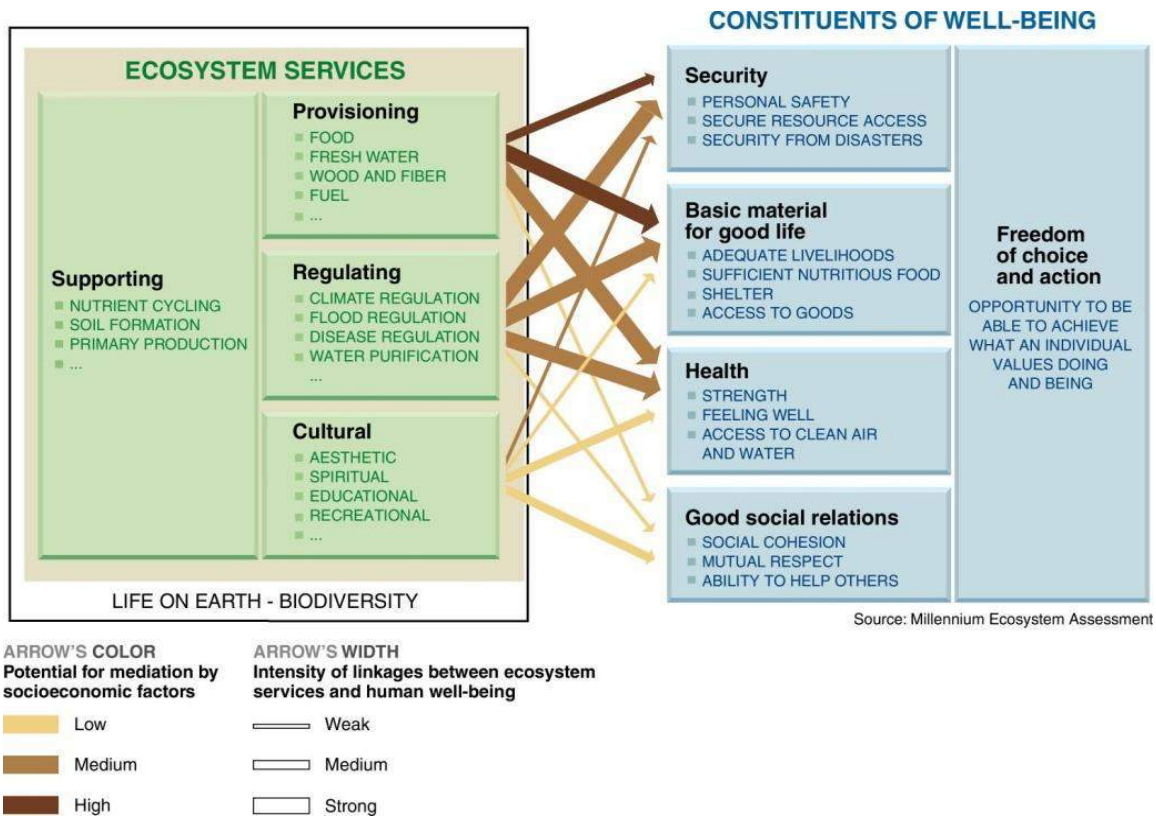 CONSTITUENTS OF WELL-BEING
ECOSYSTEM SERVICES
Supporting
NUTRIENT CYCLING
SOIL FORMATION
PRIMARY PRODUCTION
...
Provisioning
FOOD
FRESH WATER
WOOD AND FIBER
FUEL
...
Regulating
CLIMATE REGULATION
FLOOD REGULATION
DISEASE REGULATION
WATER PURIFICATION
...
Cultural
AESTHETIC
SPIRITUAL
EDUCATIONAL
RECREATIONAL
...
LIFE ON EARTH - BIODIVERSITY
Security
PERSONAL SAFETY
SECURE RESOURCE ACCESS
SECURITY FROM DISASTERS
Basic material
for good life
ADEQUATE LIVELIHOODS
SUFFICIENT NUTRITIOUS FOOD
SHELTER
ACCESS TO GOODS
Health
STRENGTH
FEELING WELL
ACCESS TO CLEAN AIR
AND WATER
Good social relations
SOCIAL COHESION
MUTUAL RESPECT
ABILITY TO HELP OTHERS
Freedom
of choice
and action
OPPORTUNITY TO BE
ABLE TO ACHIEVE
WHAT AN INDIVIDUAL
VALUES DOING
AND BEING
Source: Millennium Ecosystem Assessment
ARROW'S COLOR
Potential for mediation by
socioeconomic factors
Low
Medium
High
ARROW'S WIDTH
Intensity of linkages between ecosystem
services and human well-being
Weak
Medium
Strong